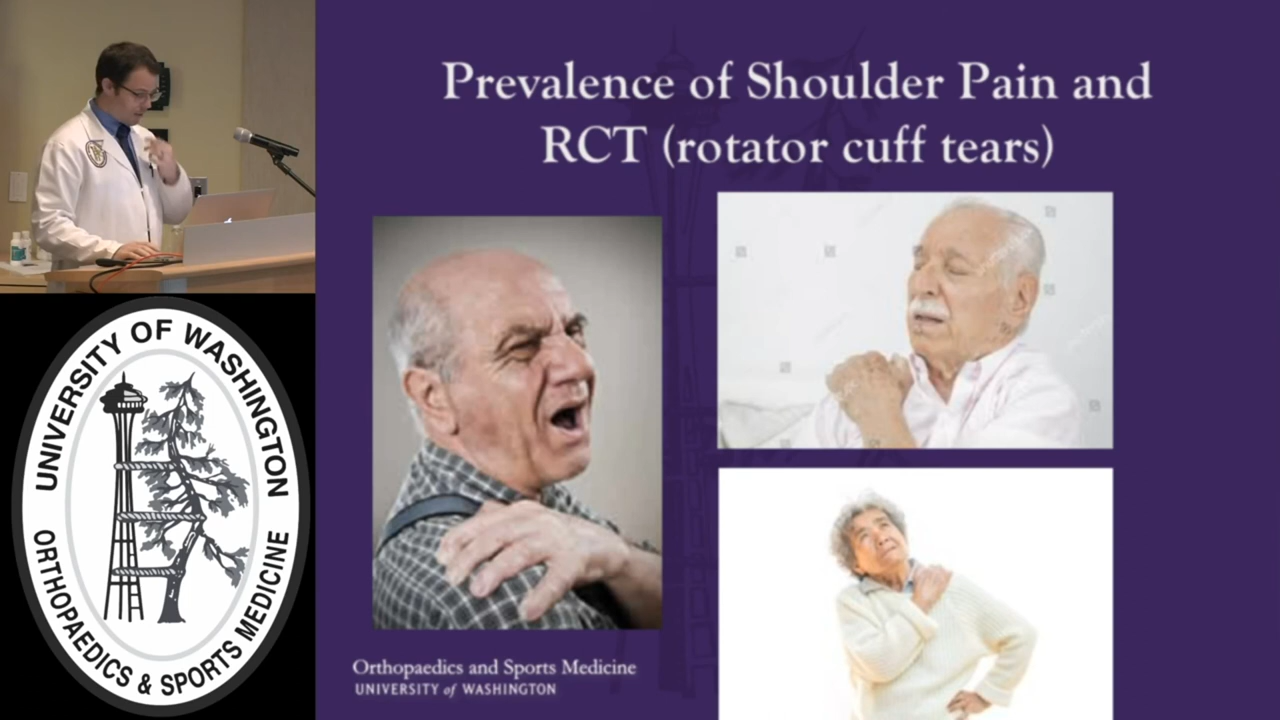 Prevalence of Shoulder Pain and
RCT (rotator cuff tears)
Orthopaedics and Sports Medicine
UNIVERSITY of WASHINGTON
UNIVERSITY OF WASHINGTON
ORTHOPAEDICS & SPORTS MEDICINE